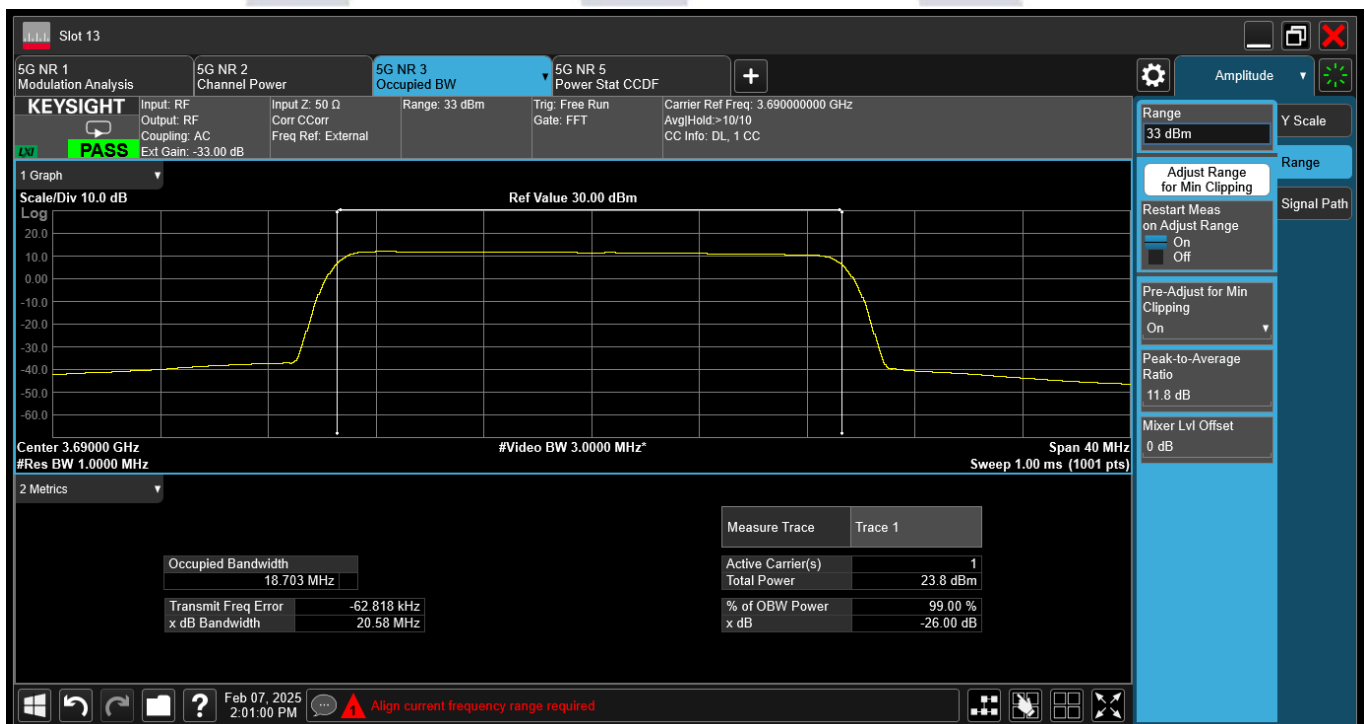 Slot 13
5G NR 1
Modulation Analysis
5G NR 2
Channel Power
5G NR 3
Occupied BW
5G NR 5
Power Stat CCDF
Amplitude
KEYSIGHT
LXI
PASS
Input: RF
Output: RF
Coupling: AC
Ext Gain: -33.00 dB
Input Z: 50 Ω
Corr CCorr
Freq Ref: External
Range: 33 dBm
Trig: Free Run
Gate: FFT
Carrier Ref Freq: 3.690000000 GHz
Avg|Hold:>10/10
CC Info: DL, 1 CC
1 Graph
Scale/Div 10.0 dB
Ref Value 30.00 dBm
Log
20.0
10.0
0.00
-10.0
-20.0
-30.0
-40.0
-50.0
-60.0
Center 3.69000 GHz
#Video BW 3.0000 MHz*
Span 40 MHz
#Res BW 1.0000 MHz
Sweep 1.00 ms (1001 pts)
2 Metrics
Measure Trace Trace 1
Occupied Bandwidth
18.703 MHz
Transmit Freq Error -62.818 kHz
x dB Bandwidth 20.58 MHz
Active Carrier(s) 1
Total Power 23.8 dBm
% of OBW Power 99.00 %
x dB -26.00 dB
Range
33 dBm
Adjust Range
for Min Clipping
Restart Meas
on Adjust Range
On
Off
Pre-Adjust for Min
Clipping
On
Peak-to-Average
Ratio
11.8 dB
Mixer Lvl Offset
0 dB
Y Scale
Range
Signal Path
?
Feb 07, 2025
2:01:00 PM
1
Align current frequency range required